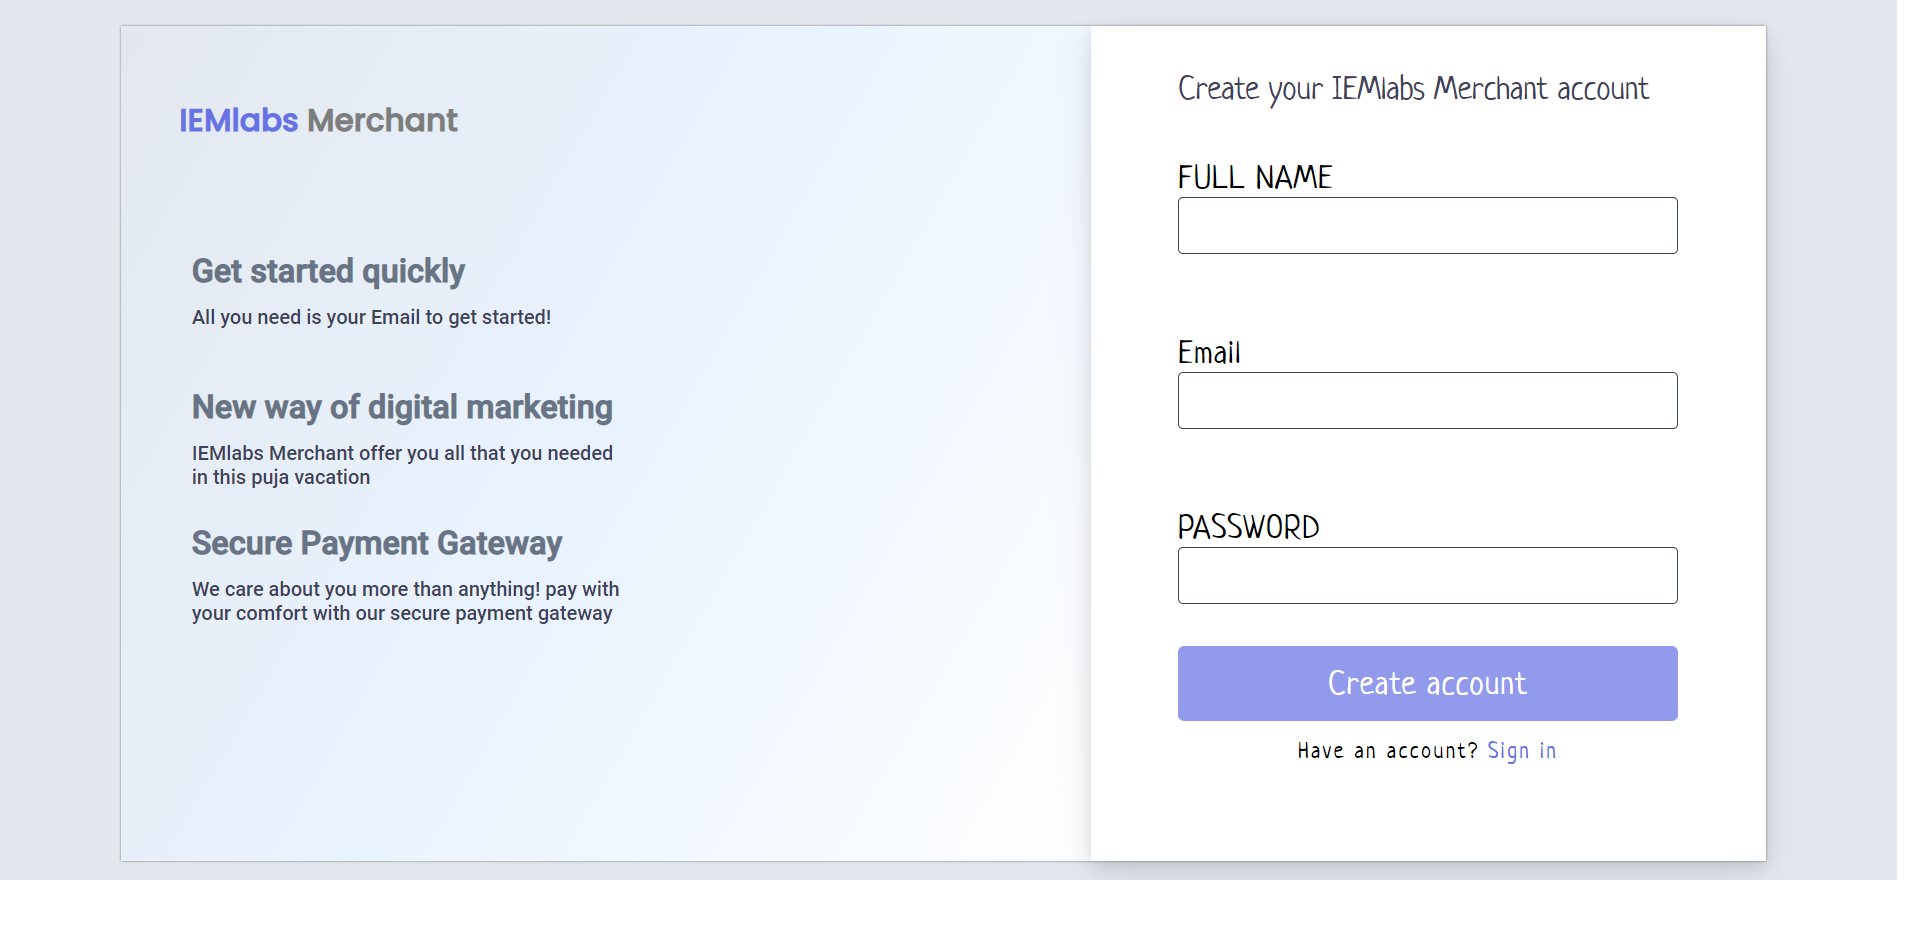 IEMlabs Merchant
Get started quickly
All you need is your Email to get started!
New way of digital marketing
IEMlabs Merchant offer you all that you needed
in this puja vacation
Secure Payment Gateway
We care about you more than anything! pay with
your comfort with our secure payment gateway
Create your IEMlabs Merchant account
FULL NAME
Email
PASSWORD
Create account
Have an account? Sign in